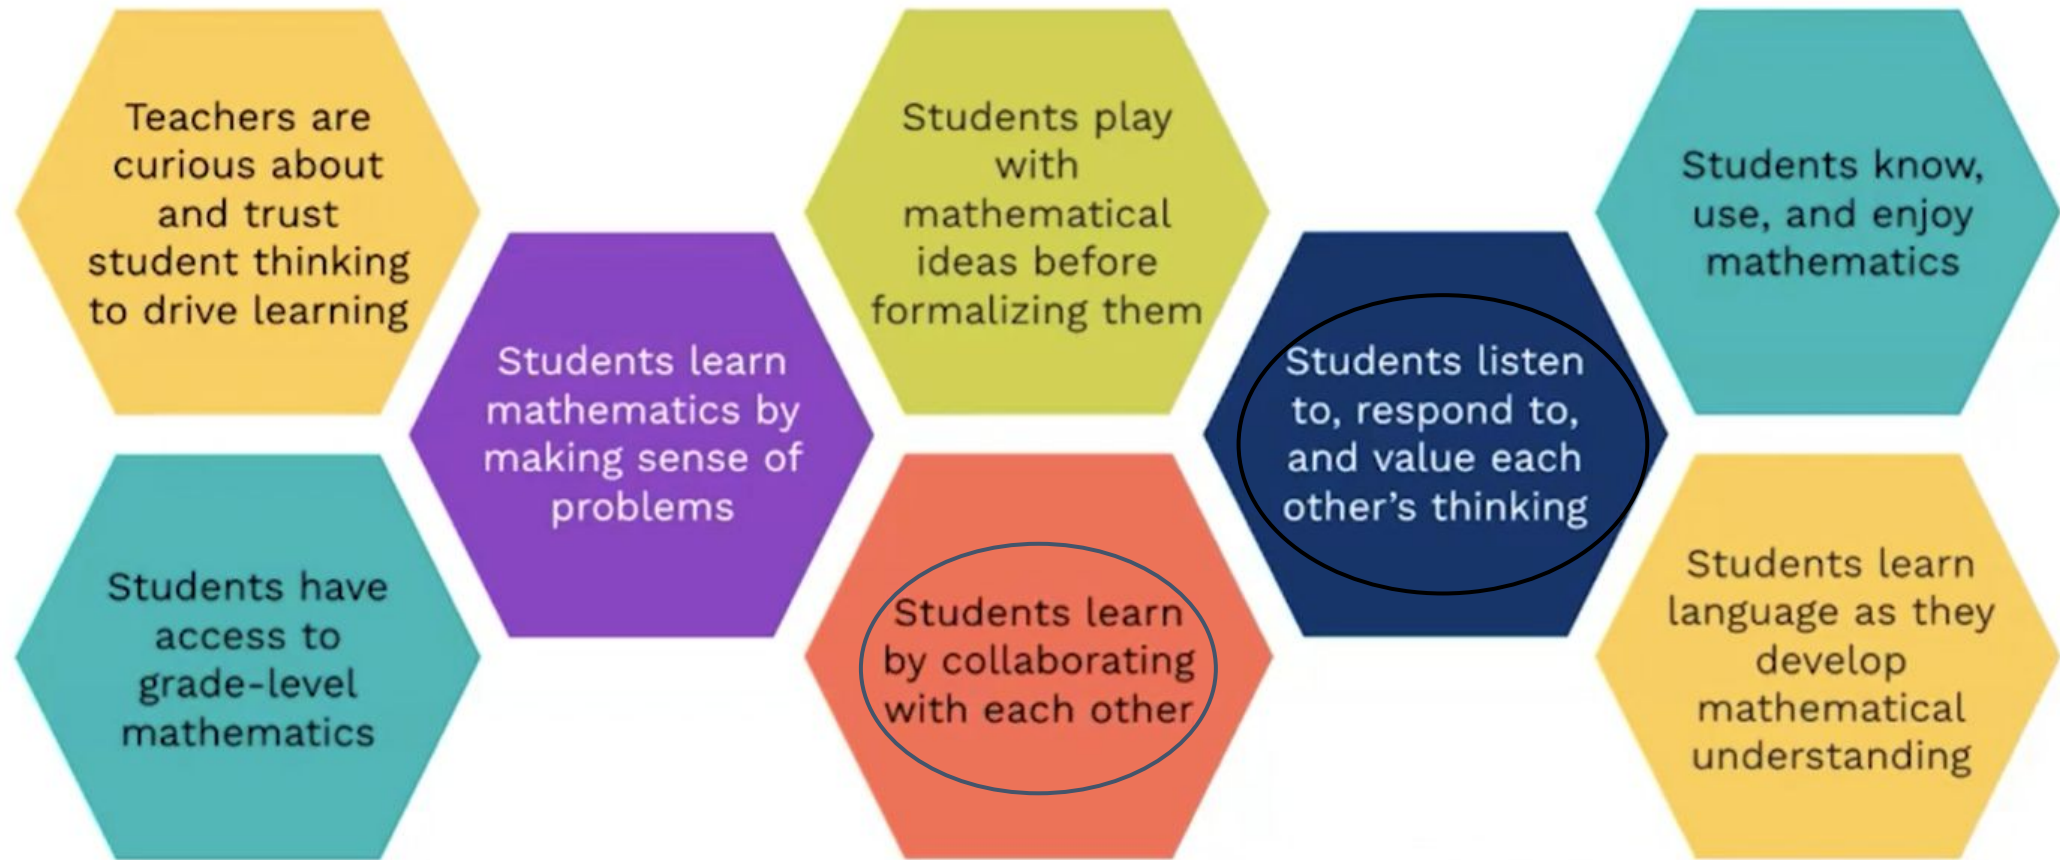 Teachers are
curious about
and trust
student thinking
to drive learning
Students have
access to
grade-level
mathematics
Students learn
mathematics by
making sense of
problems
Students play
with
mathematical
ideas before
formalizing them
Students learn
by collaborating
with each other
Students listen
to, respond to,
and value each
other’s thinking
Students know,
use, and enjoy
mathematics
Students learn
language as they
develop
mathematical
understanding